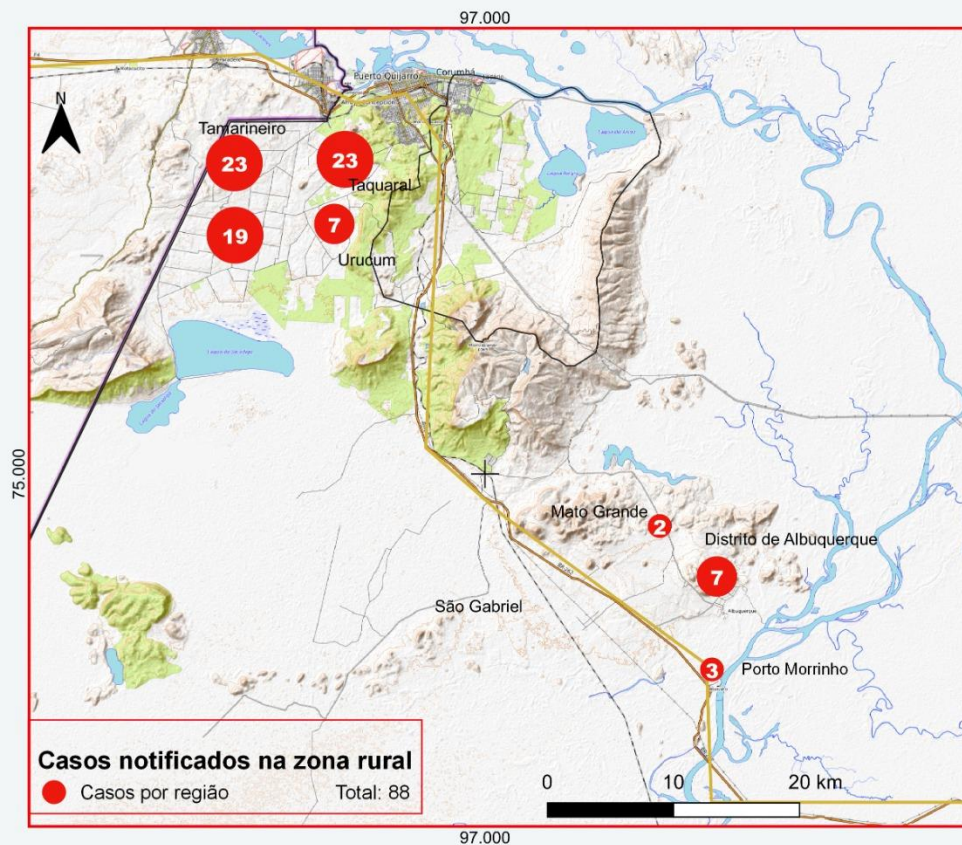 97.000
N
Puerto Quijarro
Corumbá
Tamarineiro
23
23
Taquaral
19
7
Urucum
75.000
Mato Grande
2
Distrito de Albuquerque
7
Albuquerque
São Gabriel
3
Porto Morrinho
Casos notificados na zona rural
Casos por região
Total: 88
0
10
20 km
97.000